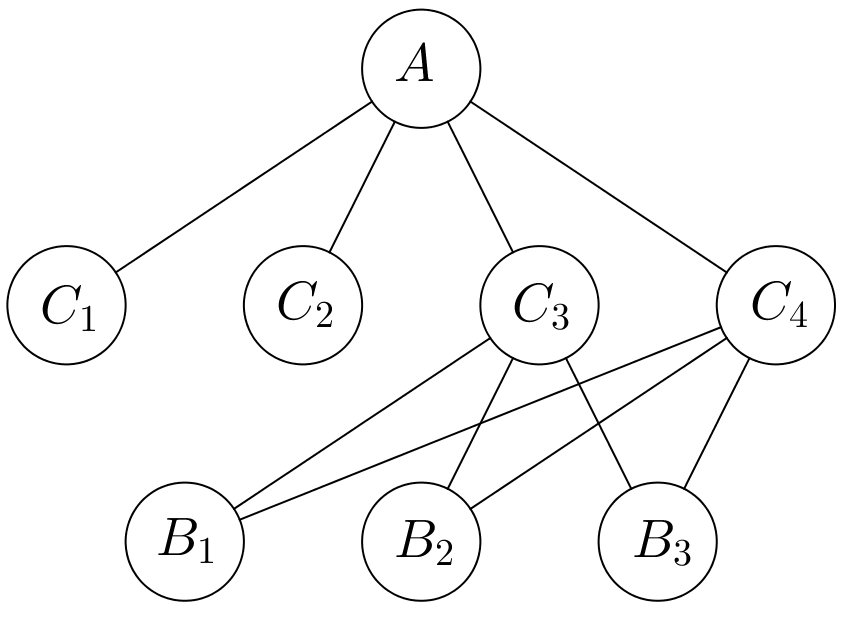 A
C₁ C₂ C₃ C₄
B₁ B₂ B₃